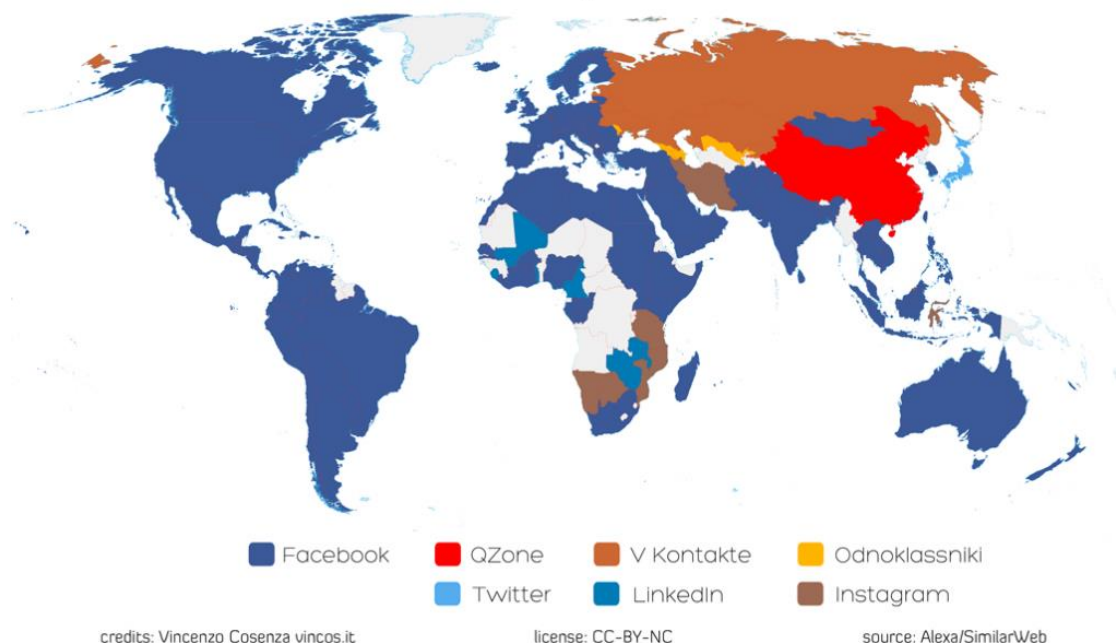 Facebook QZone V Kontakte Odnoklassniki
Twitter LinkedIn Instagram
credits: Vincenzo Cosenza vincos.it license: CC-BY-NC source: Alexa/SimilarWeb